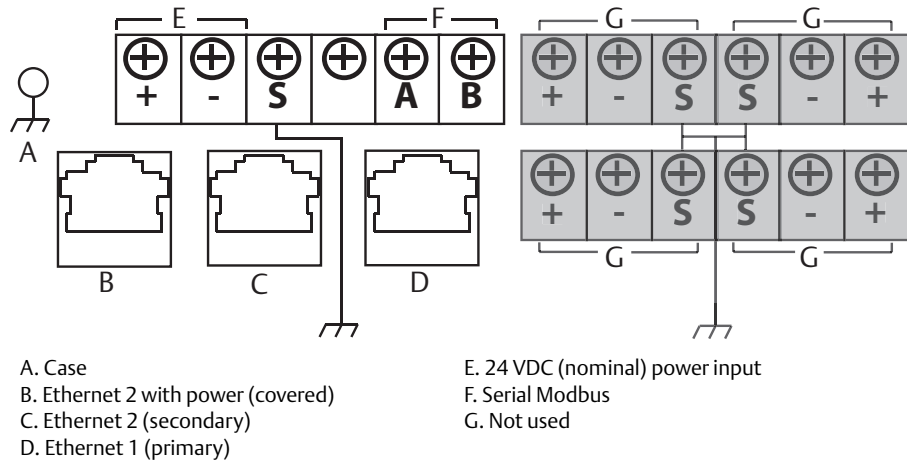 E F G G
+ - S A B + - S S - +
A
+ - S S - +
B C D G G
A. Case
B. Ethernet 2 with power (covered)
C. Ethernet 2 (secondary)
D. Ethernet 1 (primary)
E. 24 VDC (nominal) power input
F. Serial Modbus
G. Not used